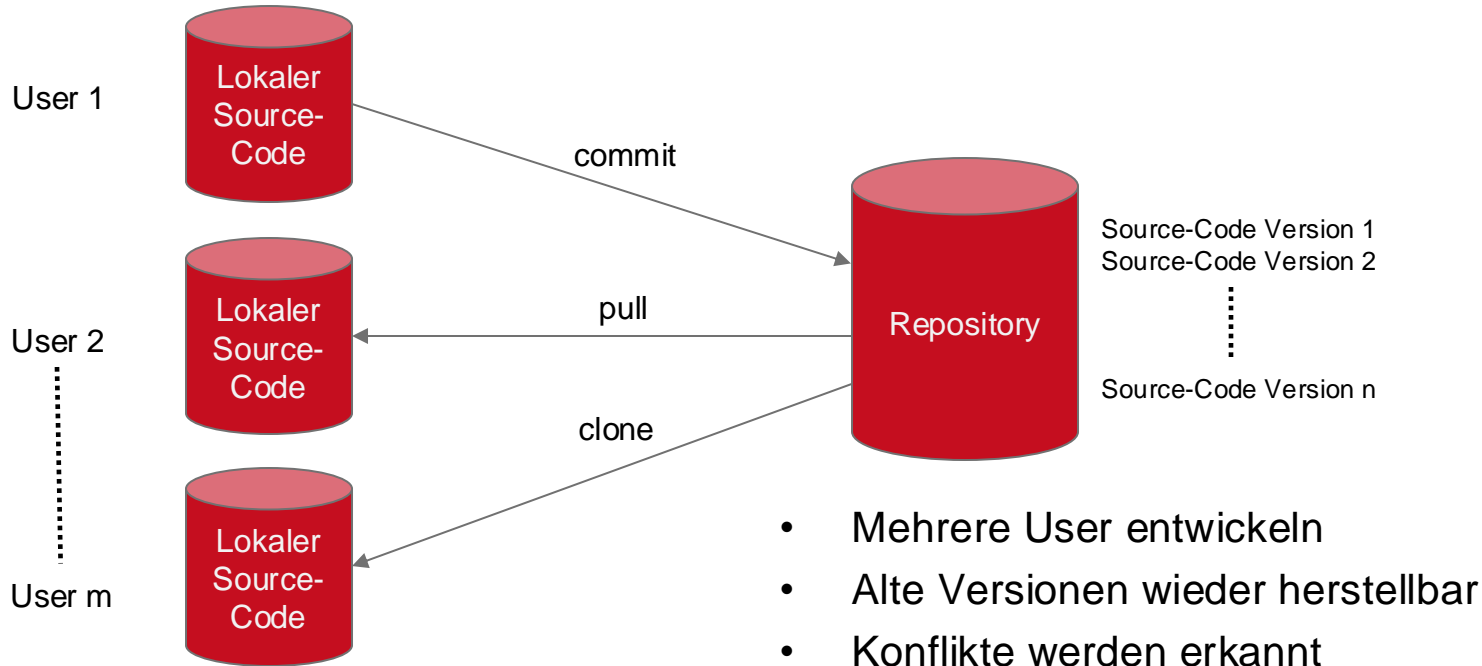 User 1
Lokaler
Source-
Code
commit
User 2
Lokaler
Source-
Code
pull
Repository
Source-Code Version 1
Source-Code Version 2
Source-Code Version n
clone
User m
Lokaler
Source-
Code
• Mehrere User entwickeln
• Alte Versionen wieder herstellbar
• Konflikte werden erkannt